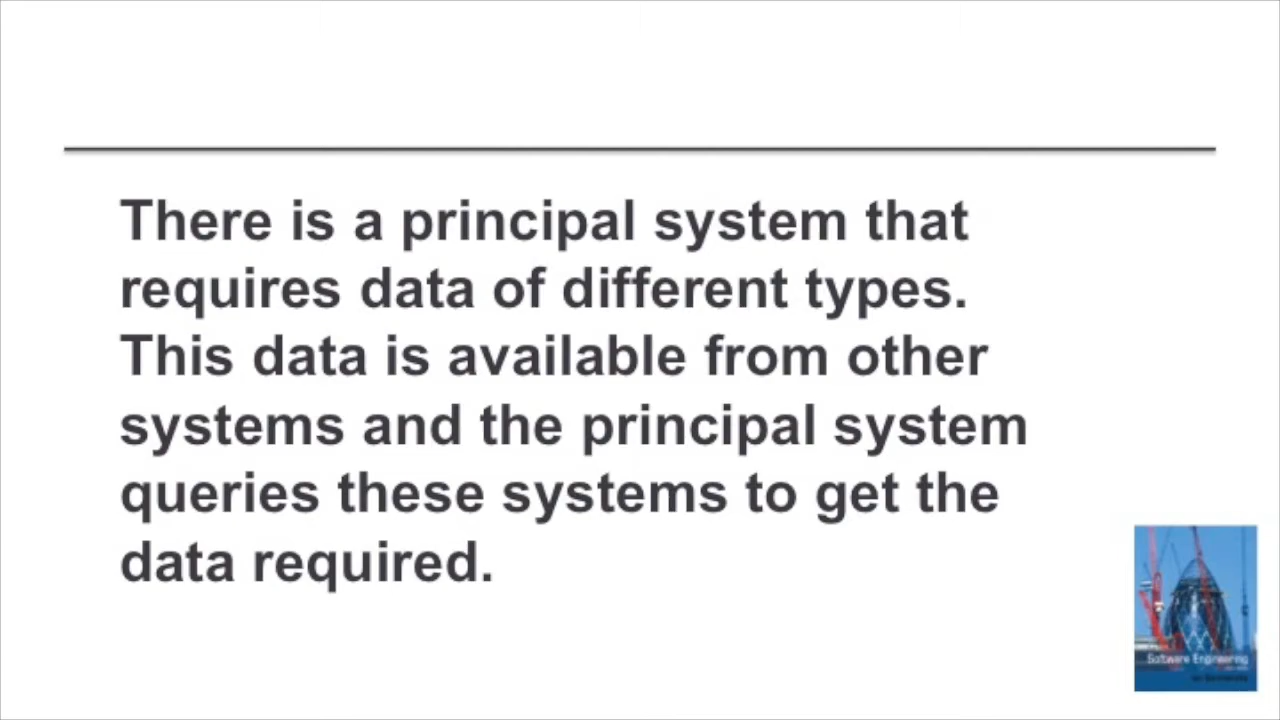 There is a principal system that
requires data of different types.
This data is available from other
systems and the principal system
queries these systems to get the
data required.
Software Engineering